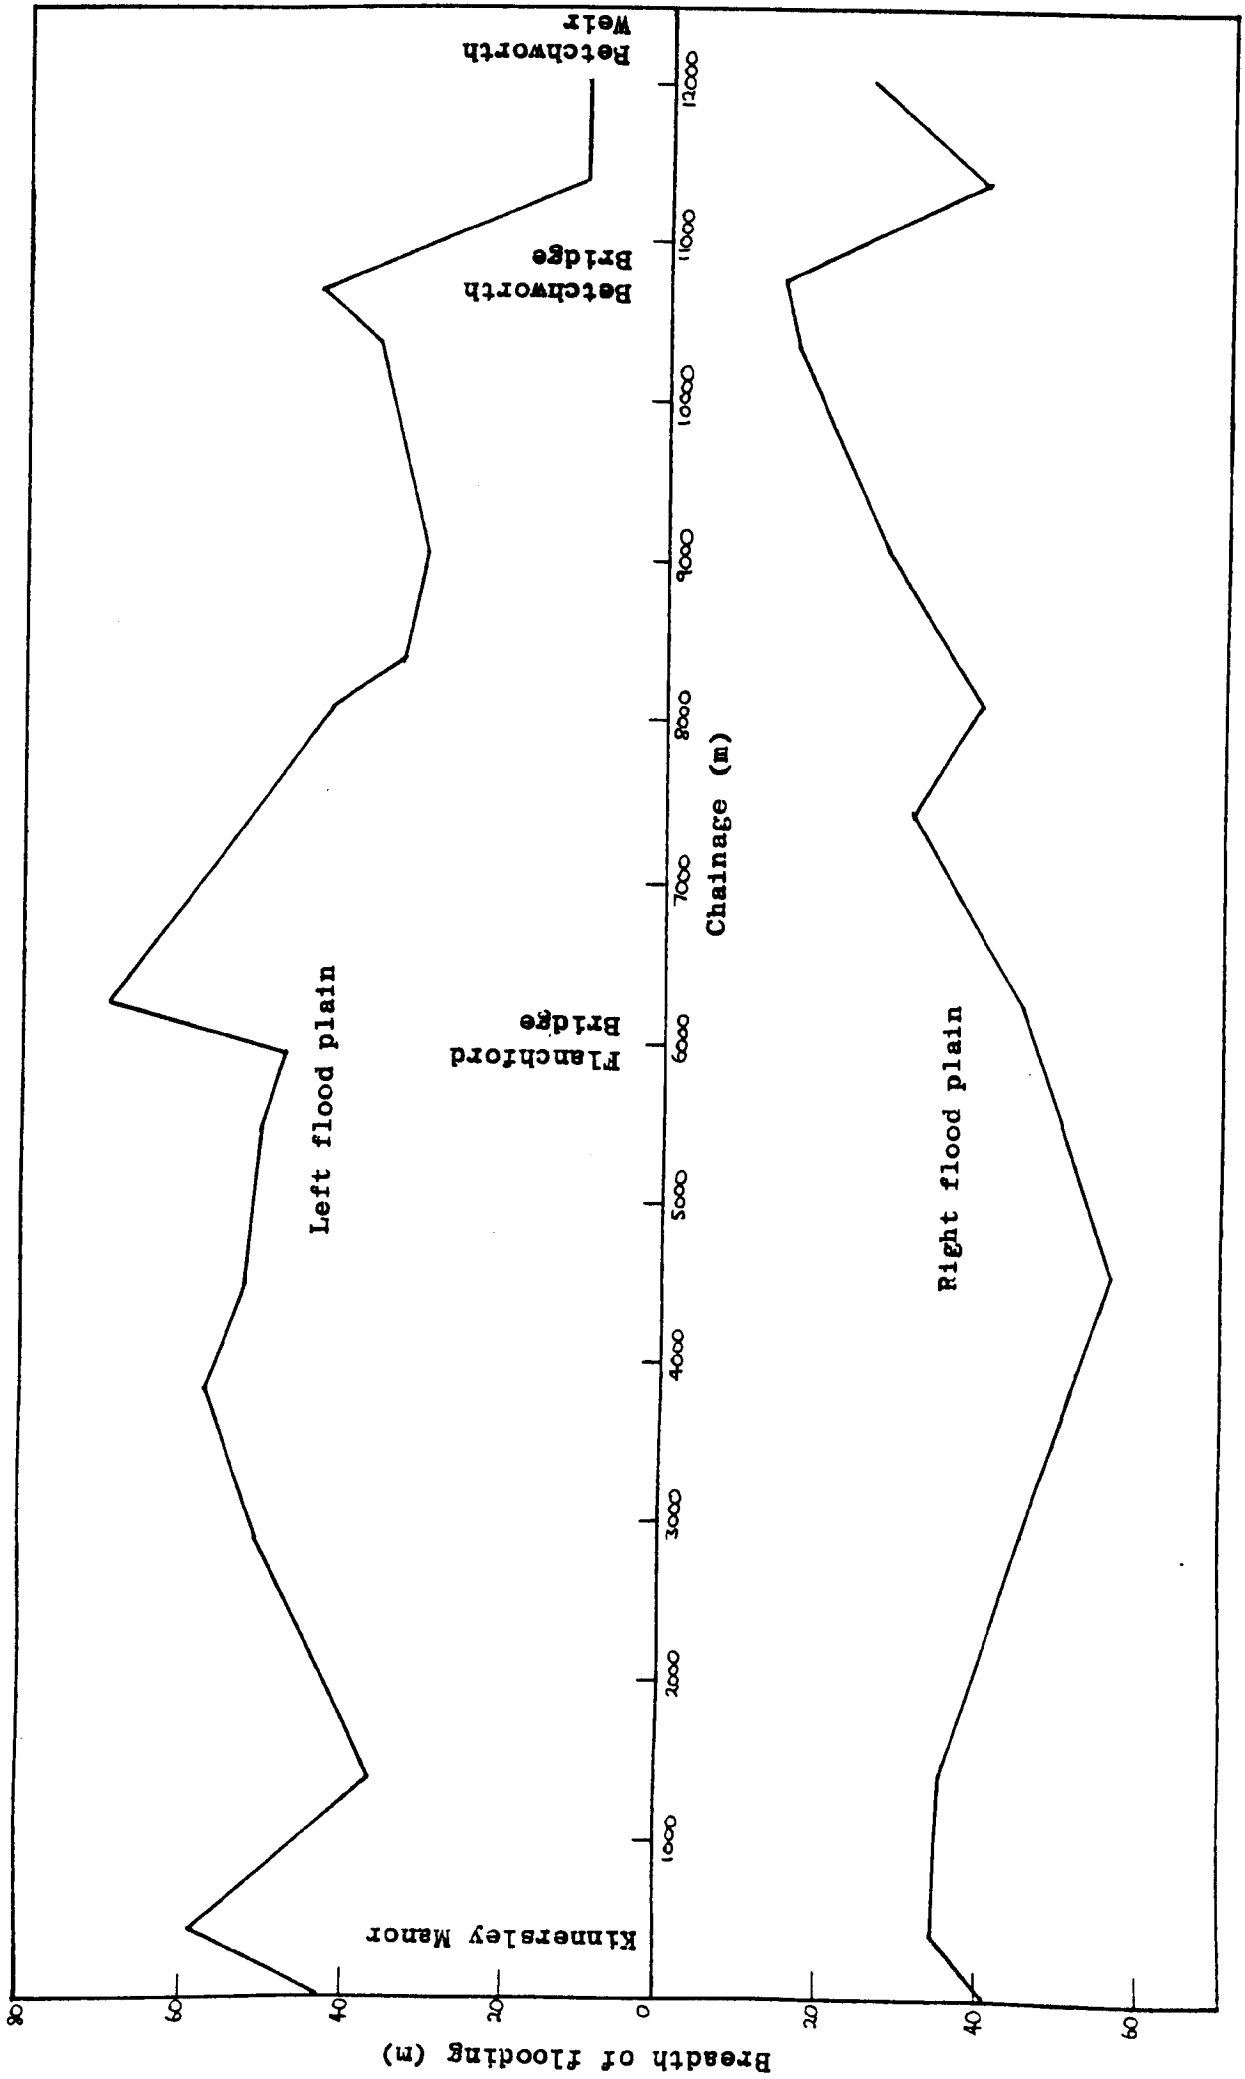 80
60
40
20
0
20
40
60
Breadth of flooding (m)
Kinnersley Manor
Flanchford
Bridge
Betchworth
Bridge
Betchworth
Weir
Left flood plain
1000
2000
3000
4000
5000
6000
7000
8000
9000
10000
11000
12000
Chainage (m)
Right flood plain